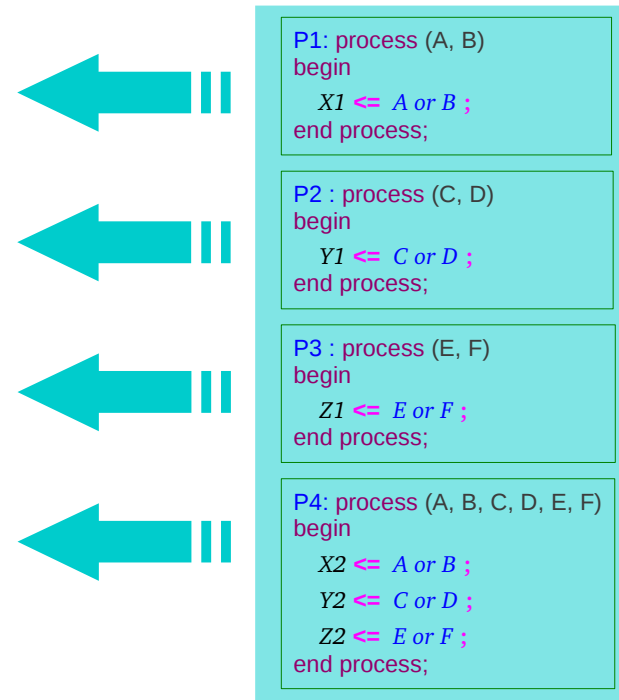 P1: process (A, B)
begin
X1 <= A or B ;
end process;
P2 : process (C, D)
begin
Y1 <= C or D ;
end process;
P3 : process (E, F)
begin
Z1 <= E or F ;
end process;
P4: process (A, B, C, D, E, F)
begin
X2 <= A or B ;
Y2 <= C or D ;
Z2 <= E or F ;
end process;